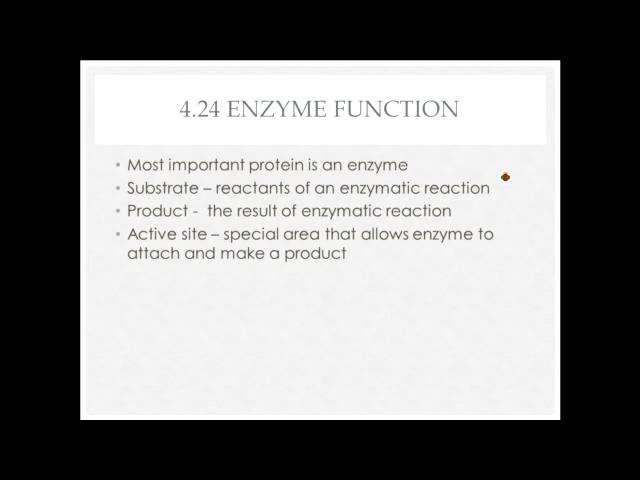 4.24 ENZYME FUNCTION
• Most important protein is an enzyme
• Substrate – reactants of an enzymatic reaction
• Product -  the result of enzymatic reaction
• Active site – special area that allows enzyme to
attach and make a product